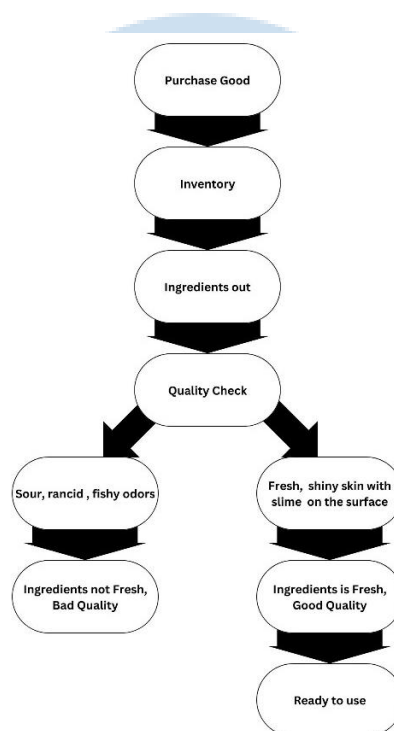 Purchase Good
Inventory
Ingredients out
Quality Check
Sour, rancid , fishy odors
Fresh, shiny skin with
slime on the surface
Ingredients not Fresh,
Bad Quality
Ingredients is Fresh,
Good Quality
Ready to use